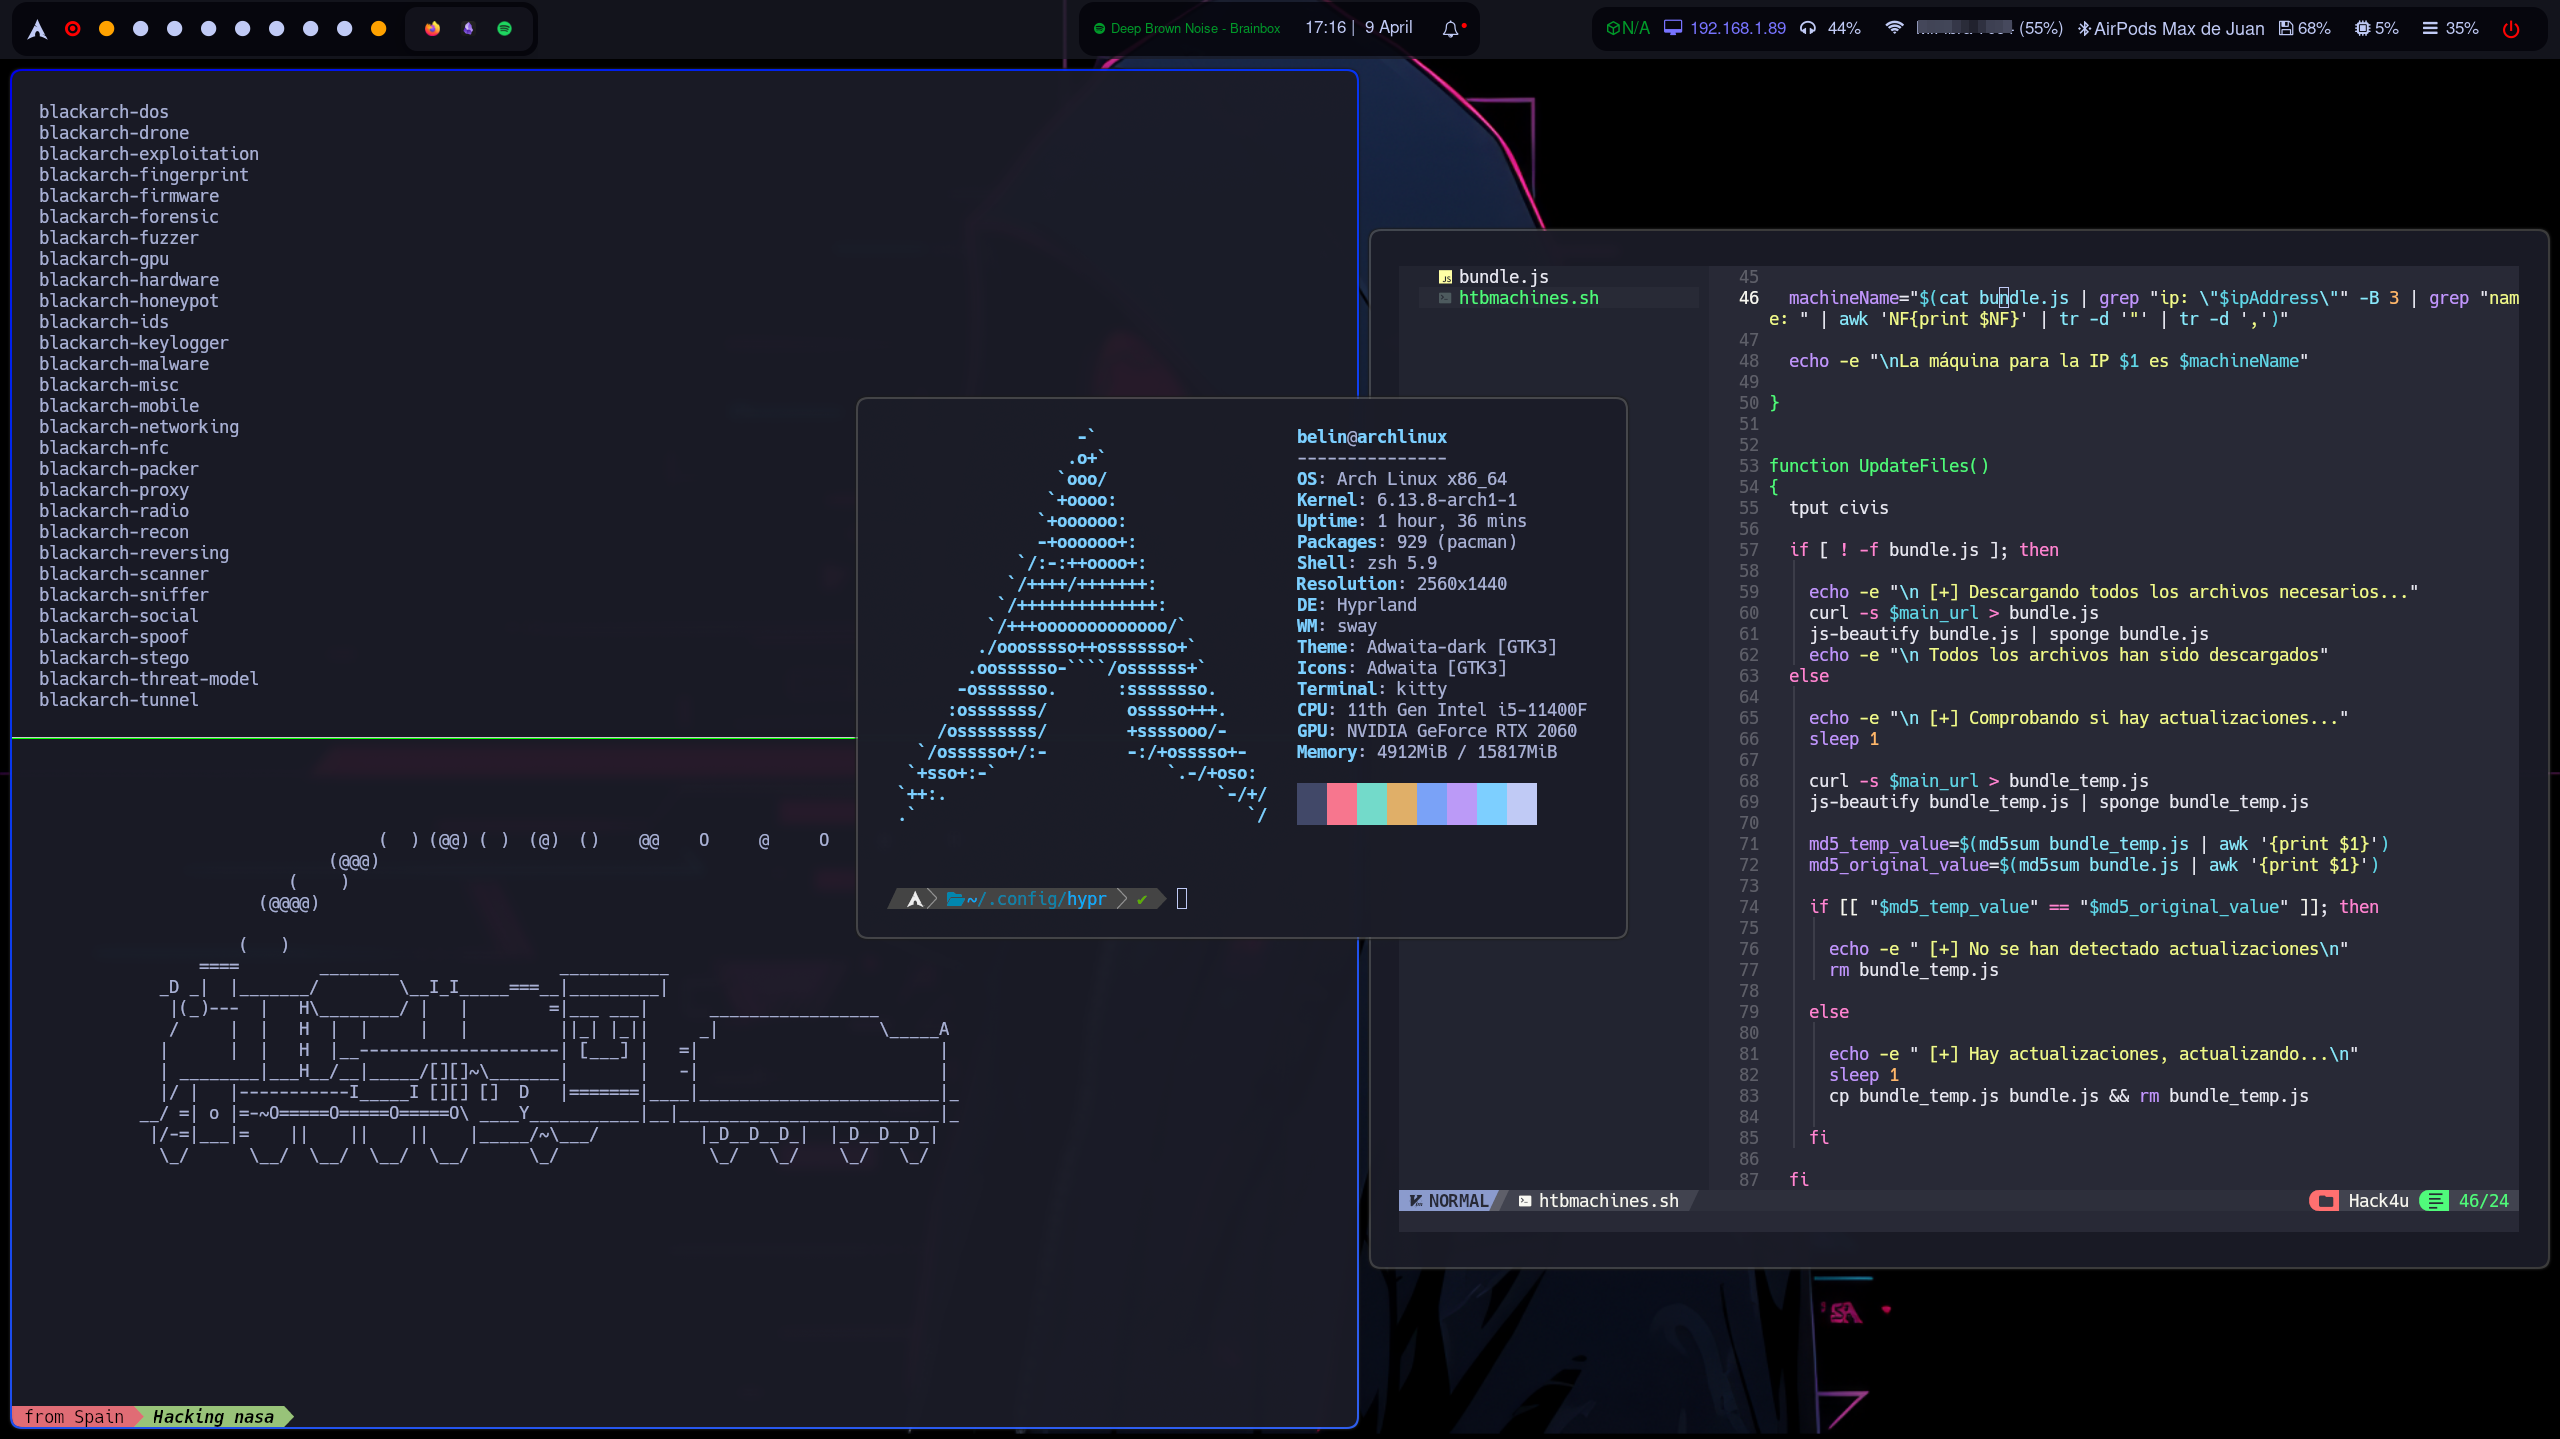 Deep Brown Noise - Brainbox
17:16 | 9 April
N/A 192.168.1.89 44% (55%) AirPods Max de Juan 68% 5% 35%
blackarch-dos
blackarch-drone
blackarch-exploitation
blackarch-fingerprint
blackarch-firmware
blackarch-forensic
blackarch-fuzzer
blackarch-gpu
blackarch-hardware
blackarch-honeypot
blackarch-ids
blackarch-keylogger
blackarch-malware
blackarch-misc
blackarch-mobile
blackarch-networking
blackarch-nfc
blackarch-packer
blackarch-proxy
blackarch-radio
blackarch-recon
blackarch-reversing
blackarch-scanner
blackarch-sniffer
blackarch-social
blackarch-spoof
blackarch-stego
blackarch-threat-model
blackarch-tunnel
from Spain Hacking nasa
belin@archlinux
---------------
OS: Arch Linux x86_64
Kernel: 6.13.8-arch1-1
Uptime: 1 hour, 36 mins
Packages: 929 (pacman)
Shell: zsh 5.9
Resolution: 2560x1440
DE: Hyprland
WM: sway
Theme: Adwaita-dark [GTK3]
Icons: Adwaita [GTK3]
Terminal: kitty
CPU: 11th Gen Intel i5-11400F
GPU: NVIDIA GeForce RTX 2060
Memory: 4912MiB / 15817MiB
~/.config/hypr ✔
bundle.js
htbmachines.sh
45
46 machineName="$(cat bundle.js | grep "ip: \"$ipAddress\"" -B 3 | grep "nam
e: " | awk 'NF{print $NF}' | tr -d '"' | tr -d ',')"
47
48 echo -e "\nLa máquina para la IP $1 es $machineName"
49
50 }
51
52
53 function UpdateFiles()
54 {
55 tput civis
56
57 if [ ! -f bundle.js ]; then
58
59 echo -e "\n [+] Descargando todos los archivos necesarios..."
60 curl -s $main_url > bundle.js
61 js-beautify bundle.js | sponge bundle.js
62 echo -e "\n Todos los archivos han sido descargados"
63 else
64
65 echo -e "\n [+] Comprobando si hay actualizaciones..."
66 sleep 1
67
68 curl -s $main_url > bundle_temp.js
69 js-beautify bundle_temp.js | sponge bundle_temp.js
70
71 md5_temp_value=$(md5sum bundle_temp.js | awk '{print $1}')
72 md5_original_value=$(md5sum bundle.js | awk '{print $1}')
73
74 if [[ "$md5_temp_value" == "$md5_original_value" ]]; then
75
76 echo -e " [+] No se han detectado actualizaciones\n"
77 rm bundle_temp.js
78
79 else
80
81 echo -e " [+] Hay actualizaciones, actualizando...\n"
82 sleep 1
83 cp bundle_temp.js bundle.js && rm bundle_temp.js
84
85 fi
86
87 fi
NORMAL htbmachines.sh Hack4u 46/24